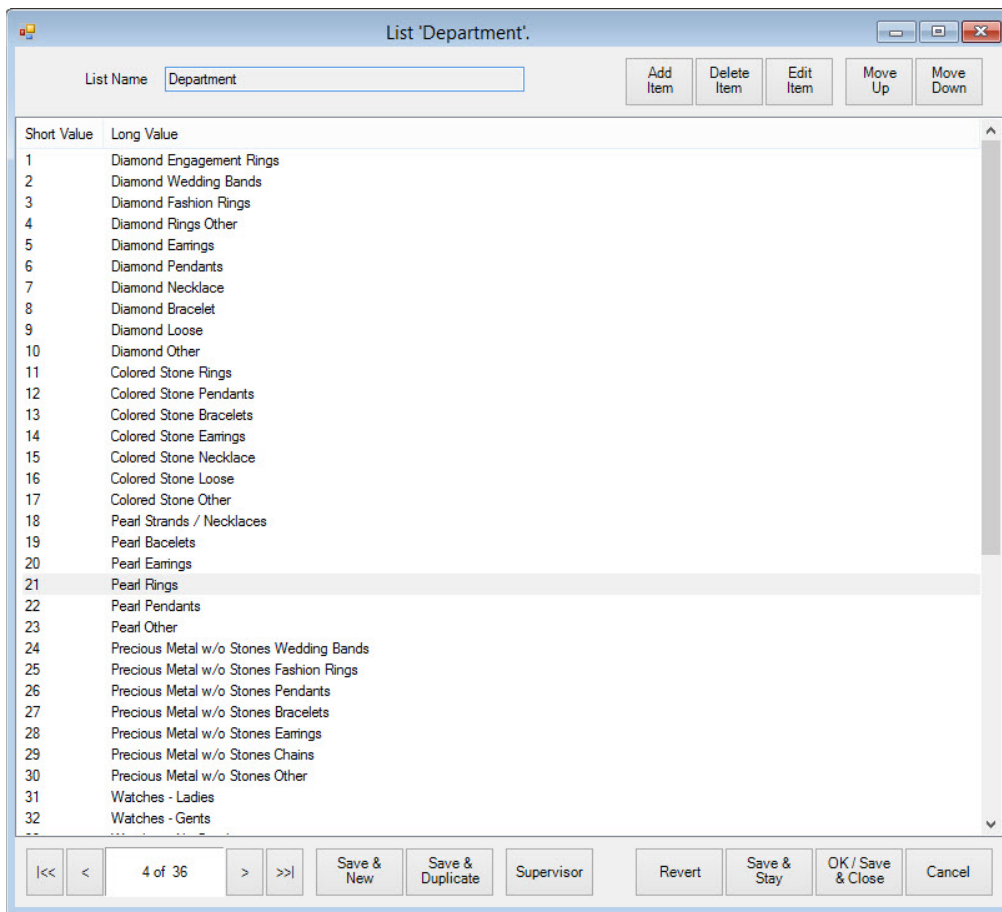 List 'Department'.
List Name Department Add Item Delete Item Edit Item Move Up Move Down
Short Value Long Value
1 Diamond Engagement Rings
2 Diamond Wedding Bands
3 Diamond Fashion Rings
4 Diamond Rings Other
5 Diamond Earrings
6 Diamond Pendants
7 Diamond Necklace
8 Diamond Bracelet
9 Diamond Loose
10 Diamond Other
11 Colored Stone Rings
12 Colored Stone Pendants
13 Colored Stone Bracelets
14 Colored Stone Earrings
15 Colored Stone Necklace
16 Colored Stone Loose
17 Colored Stone Other
18 Pearl Strands / Necklaces
19 Pearl Bacelets
20 Pearl Earrings
21 Pearl Rings
22 Pearl Pendants
23 Pearl Other
24 Precious Metal w/o Stones Wedding Bands
25 Precious Metal w/o Stones Fashion Rings
26 Precious Metal w/o Stones Pendants
27 Precious Metal w/o Stones Bracelets
28 Precious Metal w/o Stones Earrings
29 Precious Metal w/o Stones Chains
30 Precious Metal w/o Stones Other
31 Watches - Ladies
32 Watches - Gents
|<< < 4 of 36 > >>| Save & New Save & Duplicate Supervisor Revert Save & Stay OK / Save & Close Cancel